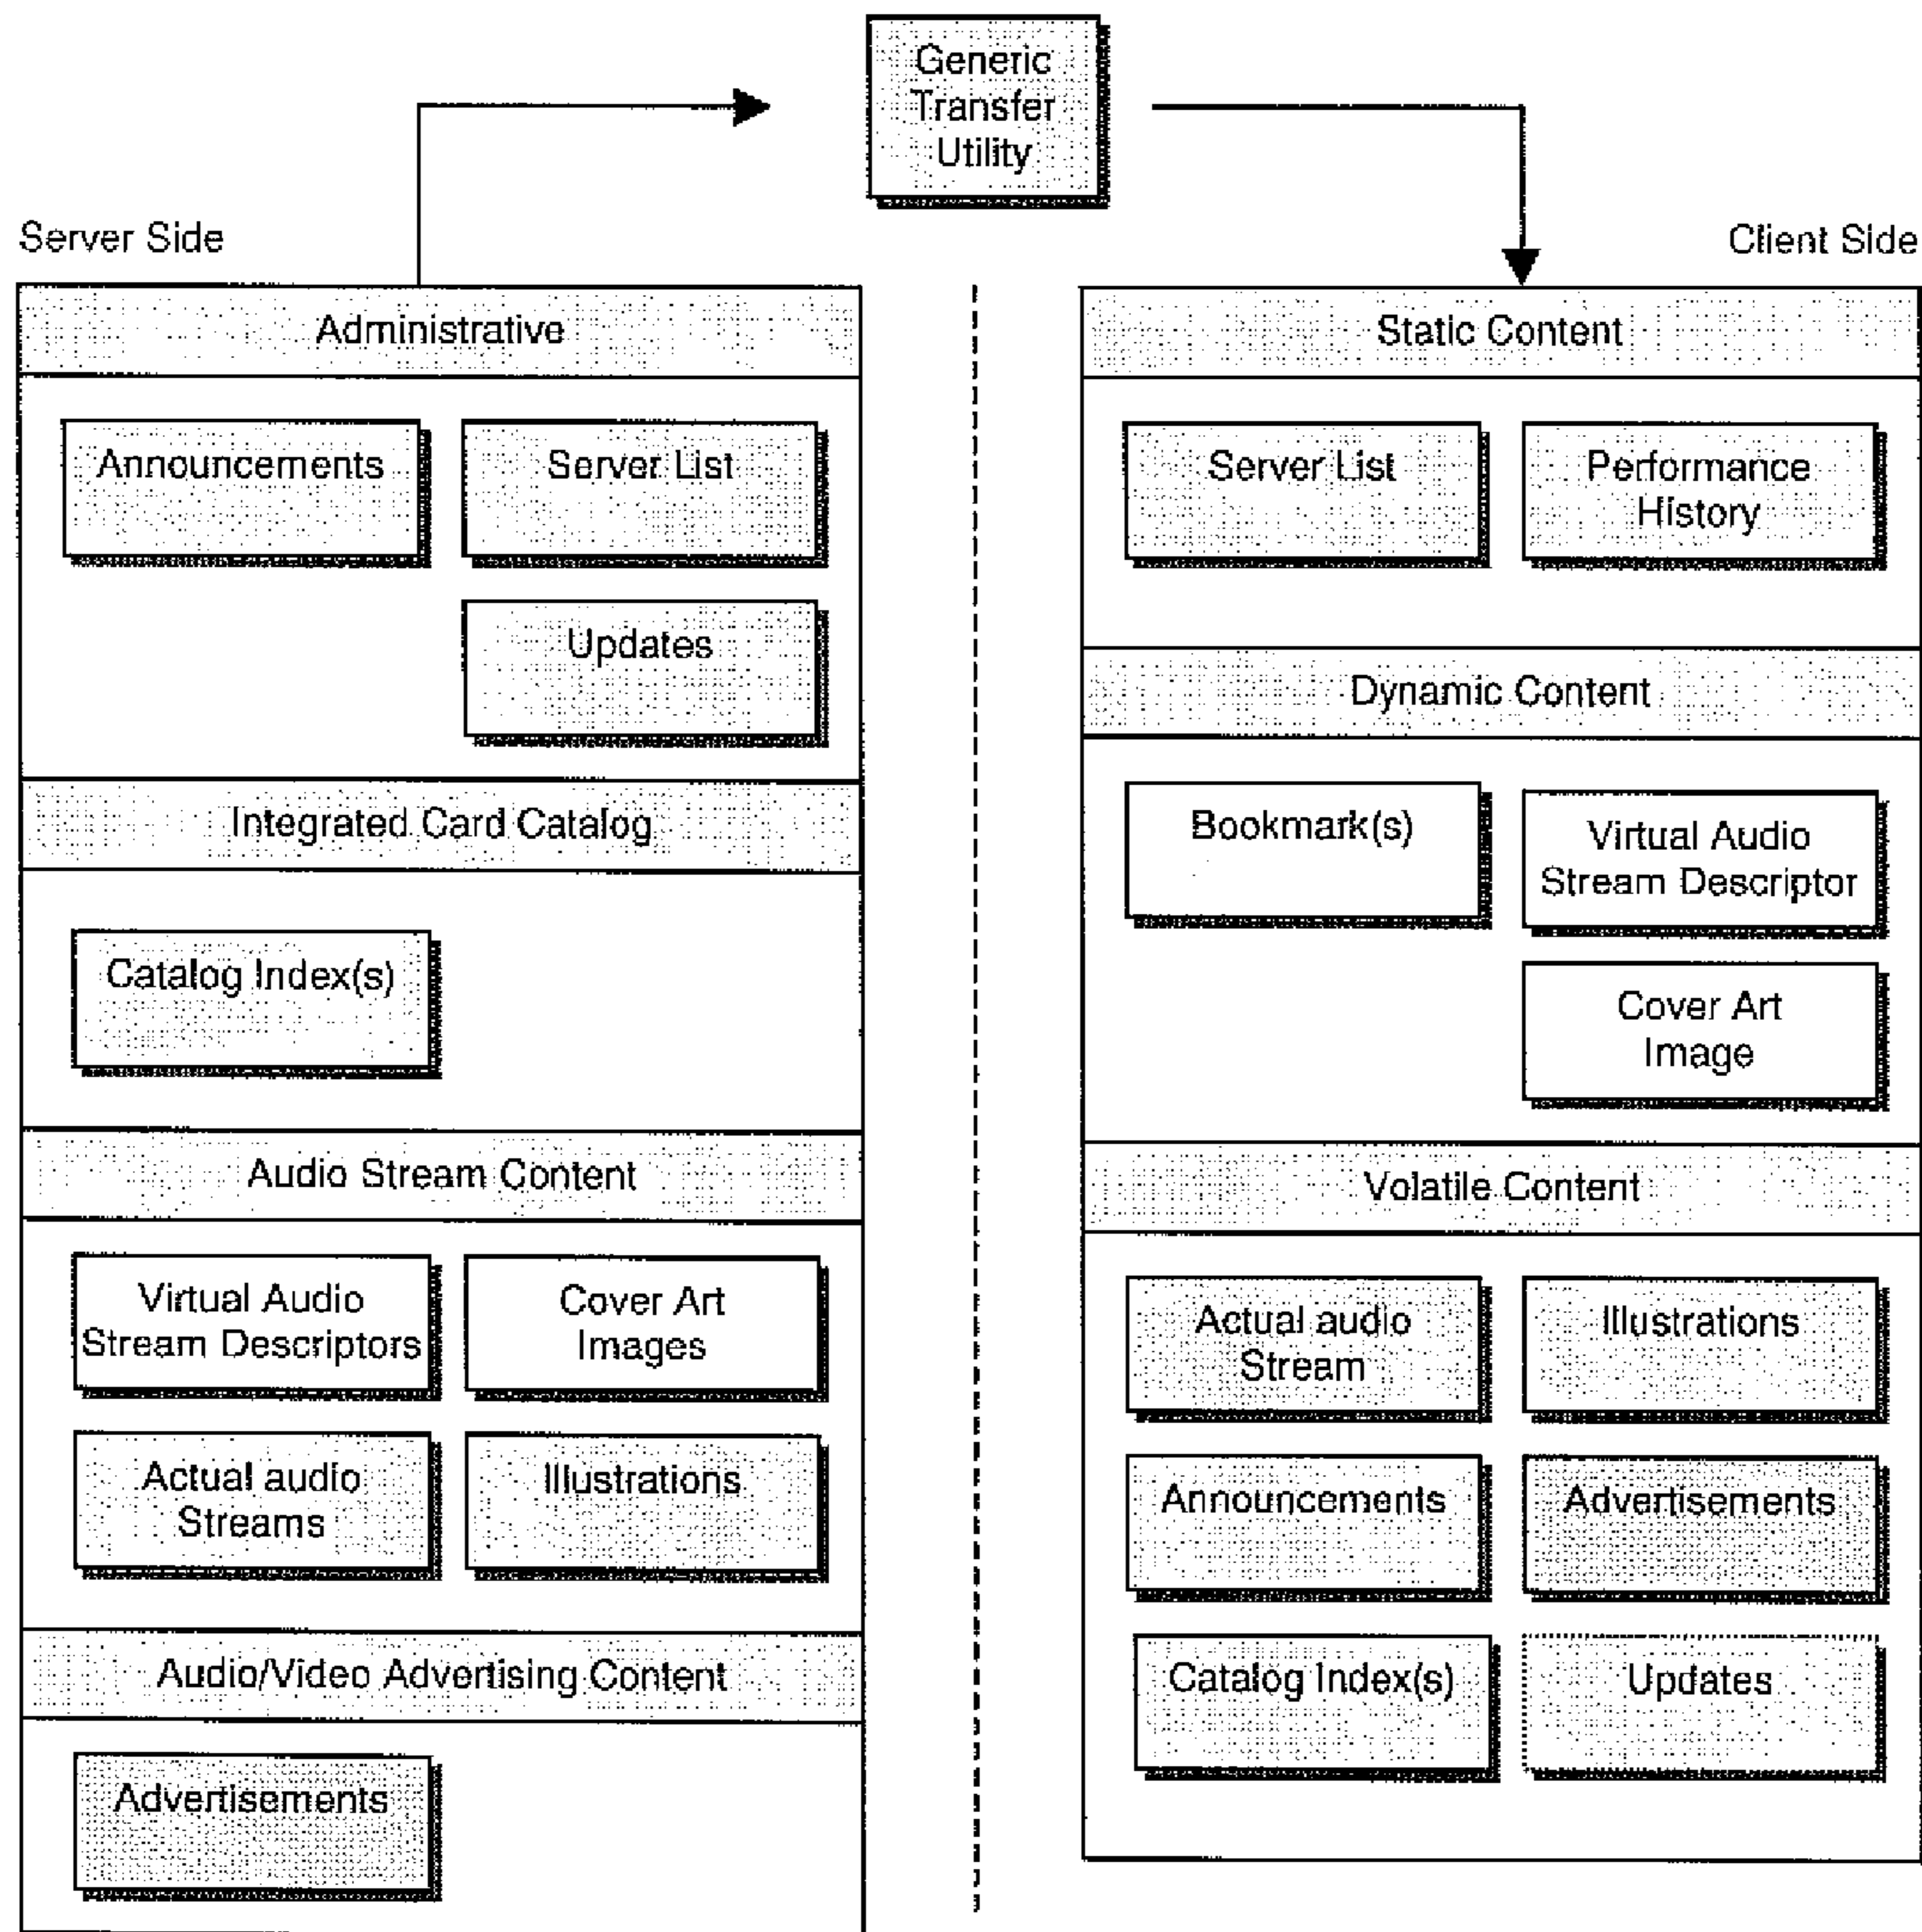 Generic
Transfer
Utility
Server Side
Client Side
Administrative
Announcements
Server List
Updates
Integrated Card Catalog
Catalog Index(s)
Audio Stream Content
Virtual Audio
Stream Descriptors
Cover Art
Images
Actual audio
Streams
Illustrations
Audio/Video Advertising Content
Advertisements
Static Content
Server List
Performance
History
Dynamic Content
Bookmark(s)
Virtual Audio
Stream Descriptor
Cover Art
Image
Volatile Content
Actual audio
Stream
Illustrations
Announcements
Advertisements
Catalog Index(s)
Updates